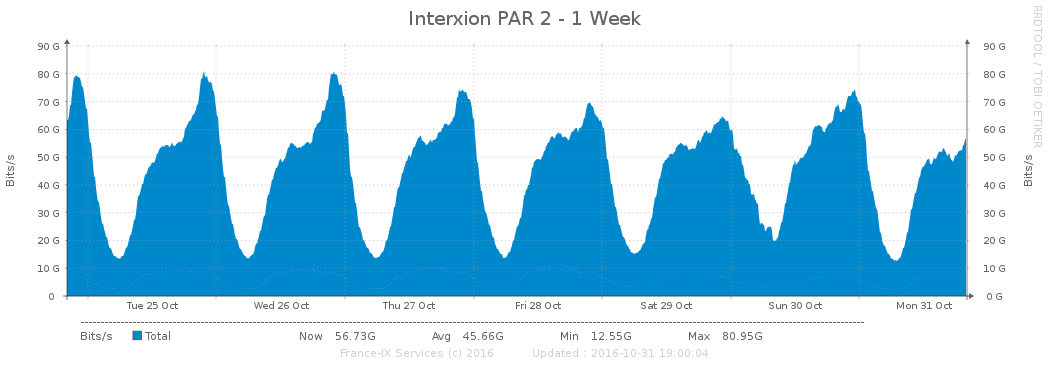 Interxion PAR 2 - 1 Week
RRDTOOL / TOBI OETIKER
90 G 90 G
80 G 80 G
70 G 70 G
60 G 60 G
50 G 50 G
40 G 40 G
30 G 30 G
20 G 20 G
10 G 10 G
0 0 G
Bits/s
Bits/s
Tue 25 Oct Wed 26 Oct Thu 27 Oct Fri 28 Oct Sat 29 Oct Sun 30 Oct Mon 31 Oct
Bits/s Total Now 56.73G Avg 45.66G Min 12.55G Max 80.95G
France-IX Services (c) 2016 Updated : 2016-10-31 19:00:04